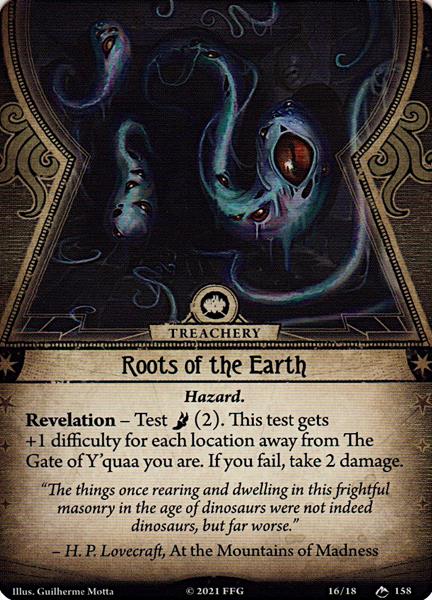 TREACHERY
Roots of the Earth
Hazard.
Revelation – Test (2). This test gets
+1 difficulty for each location away from The
Gate of Y’quaa you are. If you fail, take 2 damage.
“The things once rearing and dwelling in this frightful
masonry in the age of dinosaurs were not indeed
dinosaurs, but far worse.”
– H. P. Lovecraft, At the Mountains of Madness
Illus. Guilherme Motta © 2021 FFG 16/18 158